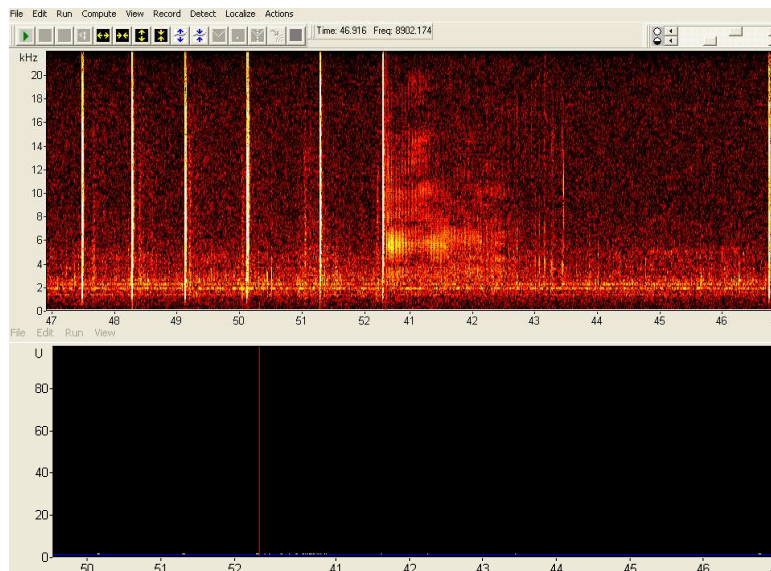 File Edit Run Compute View Record Detect Localize Actions
Time: 46.916 Freq: 8902.174
kHz
20
18
16
14
12
10
8
6
4
2
0
47 48 49 50 51 52 41 42 43 44 45 46
File Edit Run View
U
80
60
40
20
0
50 51 52 41 42 43 44 45 46